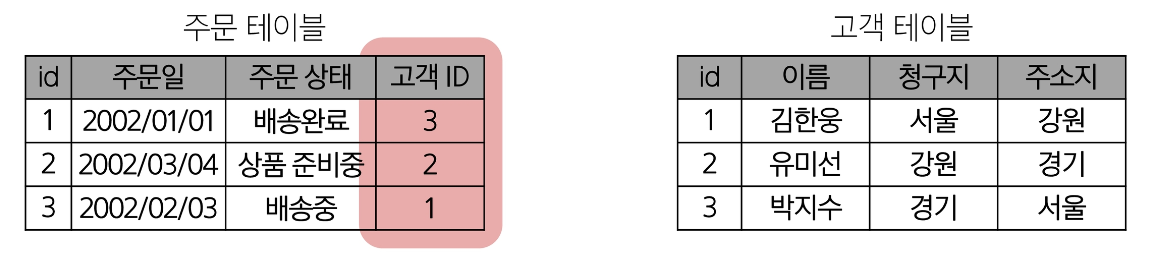 주문 테이블
id 주문일 주문 상태 고객 ID
1 2002/01/01 배송완료 3
2 2002/03/04 상품 준비중 2
3 2002/02/03 배송중 1
고객 테이블
id 이름 청구지 주소지
1 김한웅 서울 강원
2 유미선 강원 경기
3 박지수 경기 서울